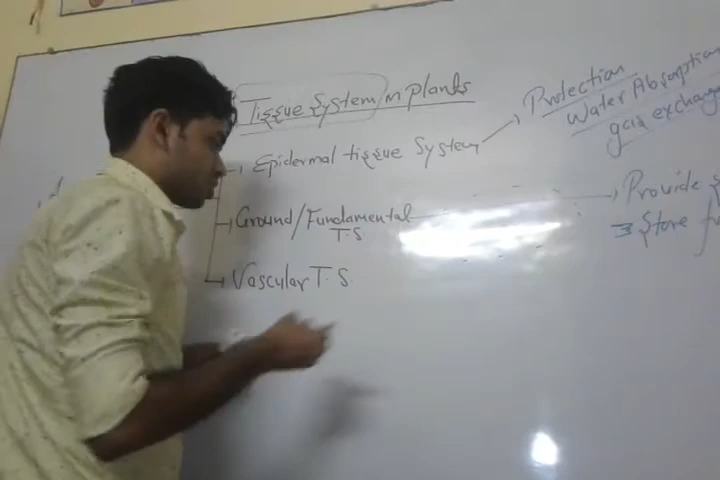 Tissue System in Plants
Epidermal tissue System
Protection
Water Absorption
gas exchange
Ground/Fundamental
T.S
Provide
Store
Vascular T.S.